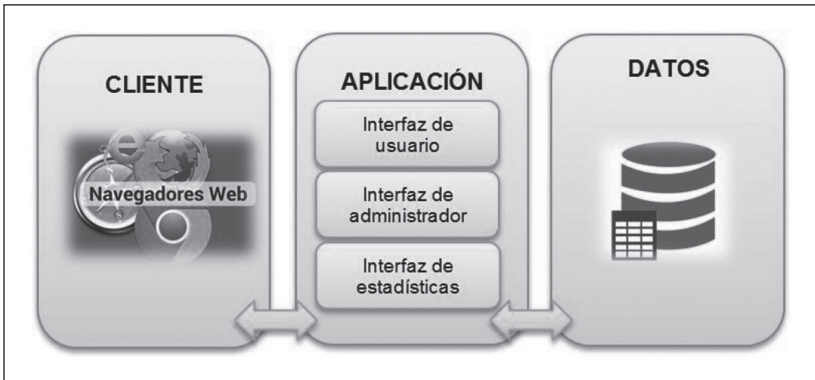 CLIENTE
Navegadores Web
APLICACIÓN
Interfaz de
usuario
Interfaz de
administrador
Interfaz de
estadísticas
DATOS